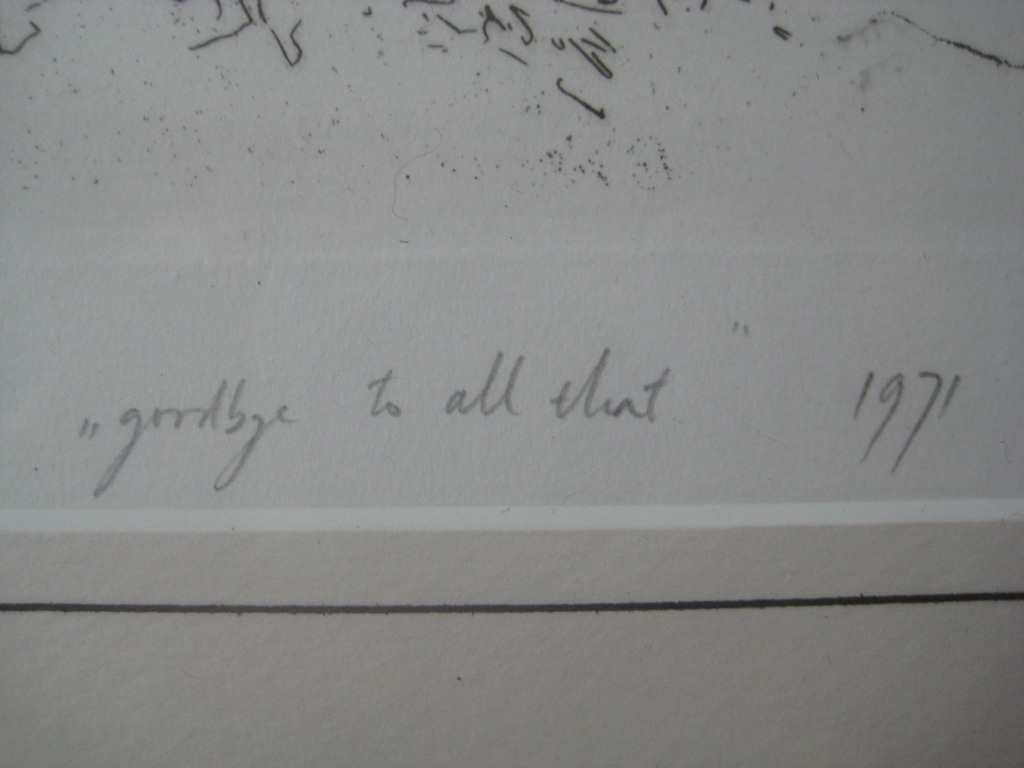 „goodbye to all that" 1971